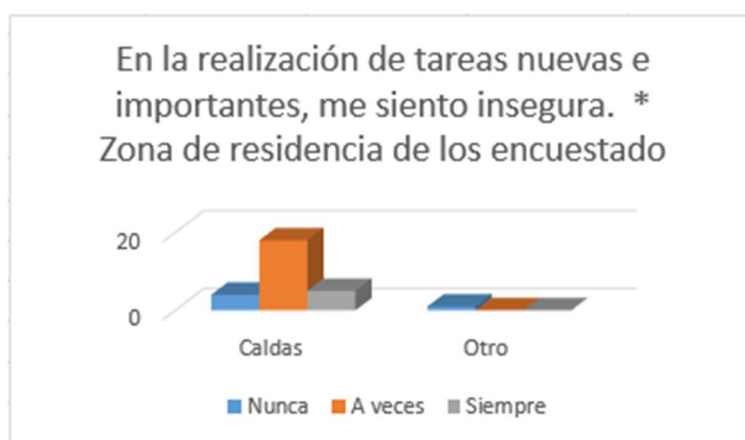 En la realización de tareas nuevas e
importantes, me siento insegura. *
Zona de residencia de los encuestado
20
0
Caldas Otro
Nunca A veces Siempre